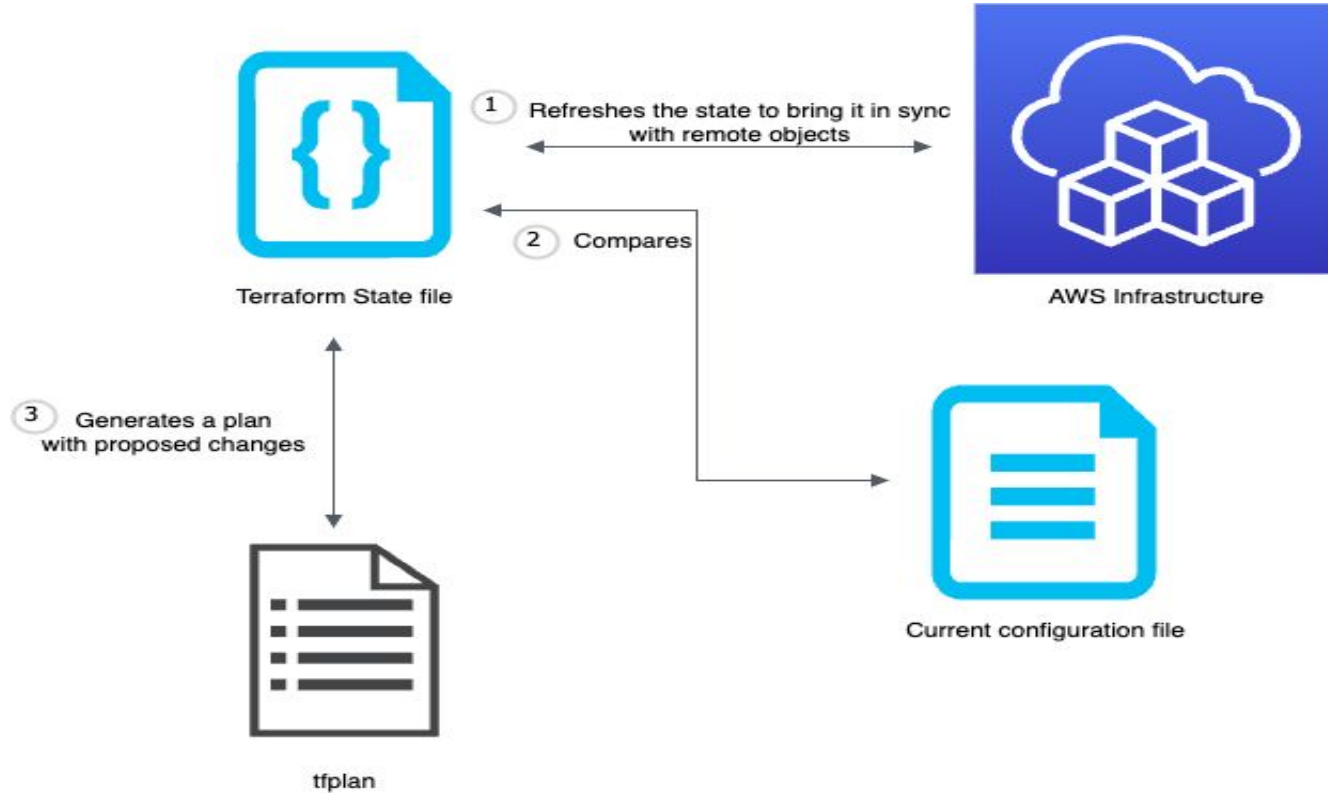 1 Refreshes the state to bring it in sync
with remote objects
2 Compares
Terraform State file
AWS Infrastructure
3 Generates a plan
with proposed changes
Current configuration file
tfplan